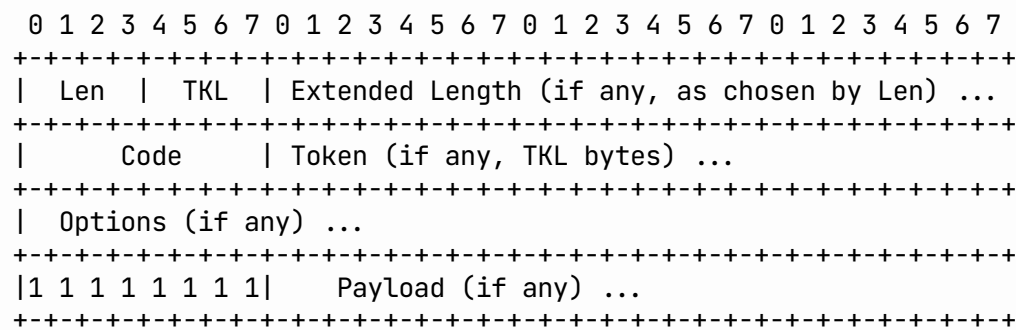 0 1 2 3 4 5 6 7 0 1 2 3 4 5 6 7 0 1 2 3 4 5 6 7 0 1 2 3 4 5 6 7
+-+-+-+-+-+-+-+-+-+-+-+-+-+-+-+-+-+-+-+-+-+-+-+-+-+-+-+-+-+-+-+-+
|  Len  |  TKL  | Extended Length (if any, as chosen by Len) ...
+-+-+-+-+-+-+-+-+-+-+-+-+-+-+-+-+-+-+-+-+-+-+-+-+-+-+-+-+-+-+-+-+
|      Code     | Token (if any, TKL bytes) ...
+-+-+-+-+-+-+-+-+-+-+-+-+-+-+-+-+-+-+-+-+-+-+-+-+-+-+-+-+-+-+-+-+
|  Options (if any) ...
+-+-+-+-+-+-+-+-+-+-+-+-+-+-+-+-+-+-+-+-+-+-+-+-+-+-+-+-+-+-+-+-+
|1 1 1 1 1 1 1 1|    Payload (if any) ...
+-+-+-+-+-+-+-+-+-+-+-+-+-+-+-+-+-+-+-+-+-+-+-+-+-+-+-+-+-+-+-+-+